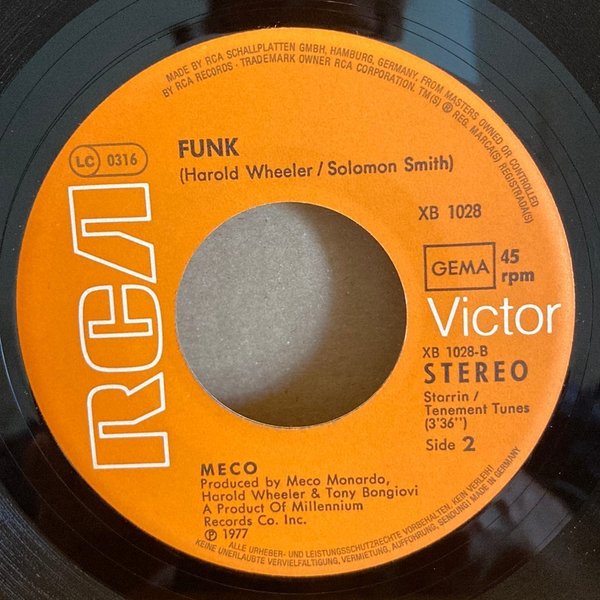 MADE BY RCA SCHALLPLATTEN GMBH, HAMBURG, GERMANY, FROM MASTERS OWNED OR CONTROLLED
BY RCA RECORDS · TRADEMARK OWNER RCA CORPORATION. TM(S) ® REG. MARCA(S) REGISTRADA(S)
LC 0316
FUNK
(Harold Wheeler / Solomon Smith)
XB 1028
RCA
GEMA
45
rpm
Victor
XB 1028-B
STEREO
Starrin /
Tenement Tunes
(3'36'')
Side 2
MECO
Produced by Meco Monardo,
Harold Wheeler & Tony Bongiovi
A Product Of Millennium
Records Co. Inc.
℗ 1977
ALLE URHEBER- UND LEISTUNGSSCHUTZRECHTE VORBEHALTEN. KEIN VERLEIH!
KEINE UNERLAUBTE VERVIELFÄLTIGUNG, VERMIETUNG, AUFFÜHRUNG, SENDUNG! MADE IN GERMANY